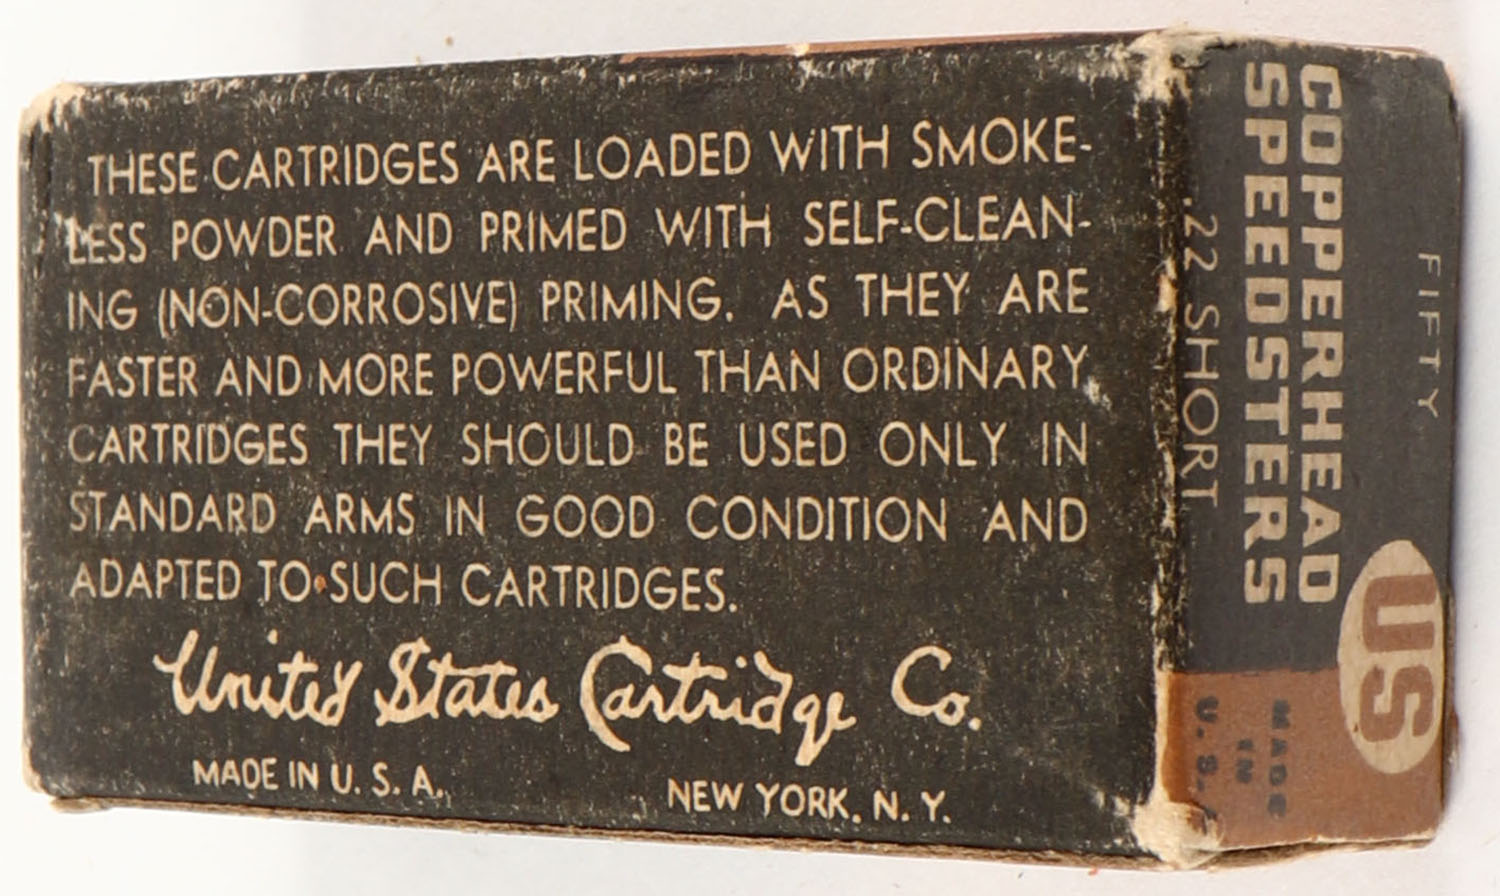 THESE CARTRIDGES ARE LOADED WITH SMOKE-
LESS POWDER AND PRIMED WITH SELF-CLEAN-
ING (NON-CORROSIVE) PRIMING. AS THEY ARE
FASTER AND MORE POWERFUL THAN ORDINARY
CARTRIDGES THEY SHOULD BE USED ONLY IN
STANDARD ARMS IN GOOD CONDITION AND
ADAPTED TO SUCH CARTRIDGES.
United States Cartridge Co.
MADE IN U. S. A.
NEW YORK, N. Y.
FIFTY
COPPERHEAD
SPEEDSTERS
.22 SHORT
US
MADE
IN
U. S. A